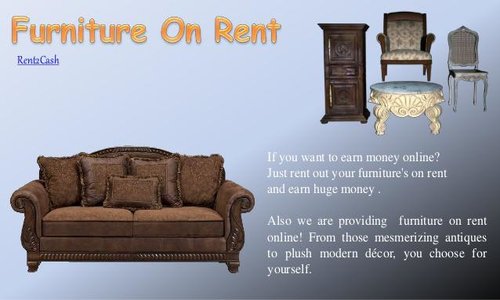 Furniture On Rent
Rent2Cash
If you want to earn money online?
Just rent out your furniture's on rent
and earn huge money .
Also we are providing furniture on rent
online! From those mesmerizing antiques
to plush modern décor, you choose for
yourself.